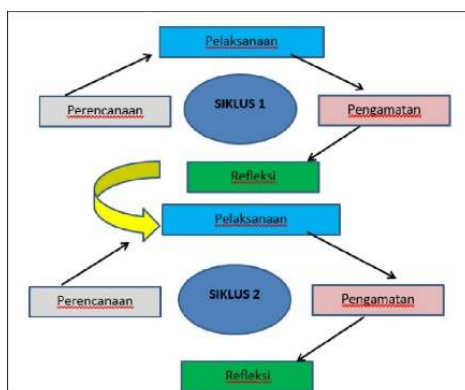 Pelaksanaan
Perencanaan
SIKLUS 1
Pengamatan
Refleksi
Pelaksanaan
Perencanaan
SIKLUS 2
Pengamatan
Refleksi